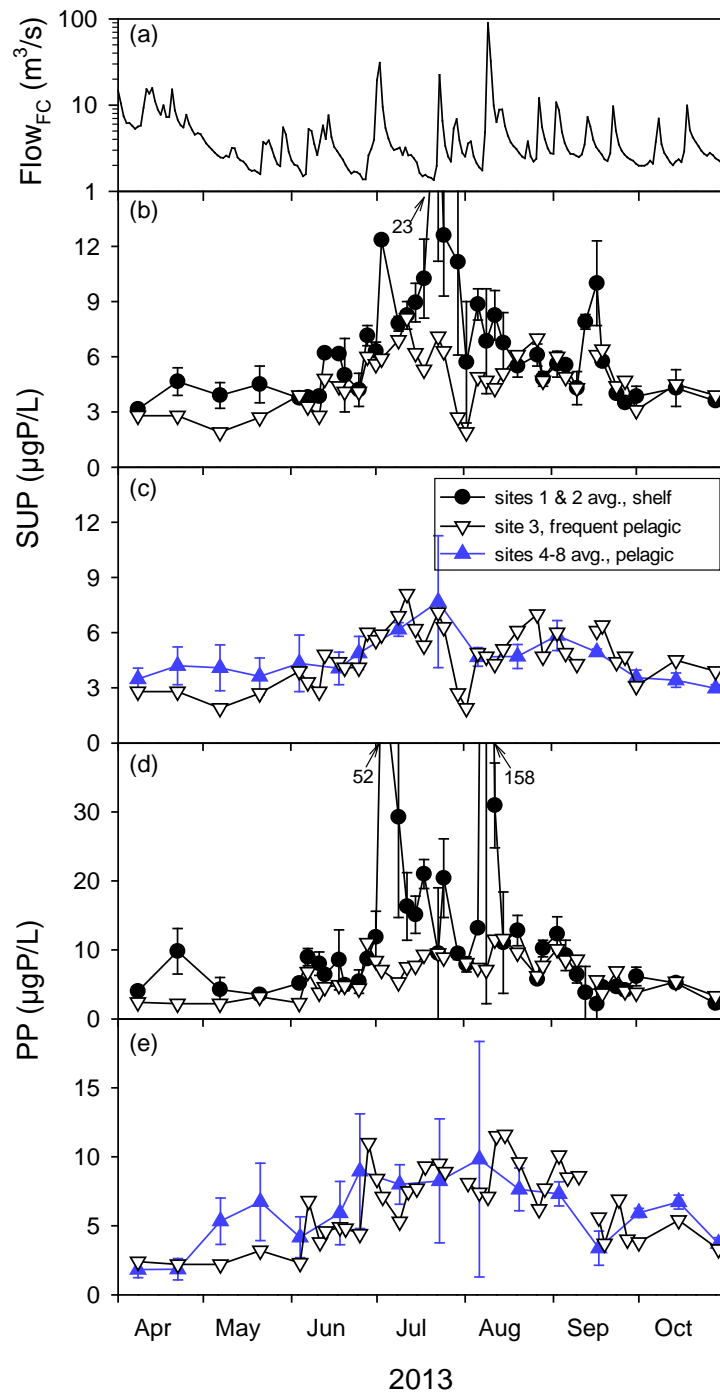 100
(a)
Flow_FC (m³/s)
10
1
(b)
23
12
9
6
3
0
SUP (µgP/L)
(c)
sites 1 & 2 avg., shelf
site 3, frequent pelagic
sites 4-8 avg., pelagic
12
9
6
3
0
(d)
52
158
30
20
10
0
PP (µgP/L)
(e)
15
10
5
0
Apr May Jun Jul Aug Sep Oct
2013